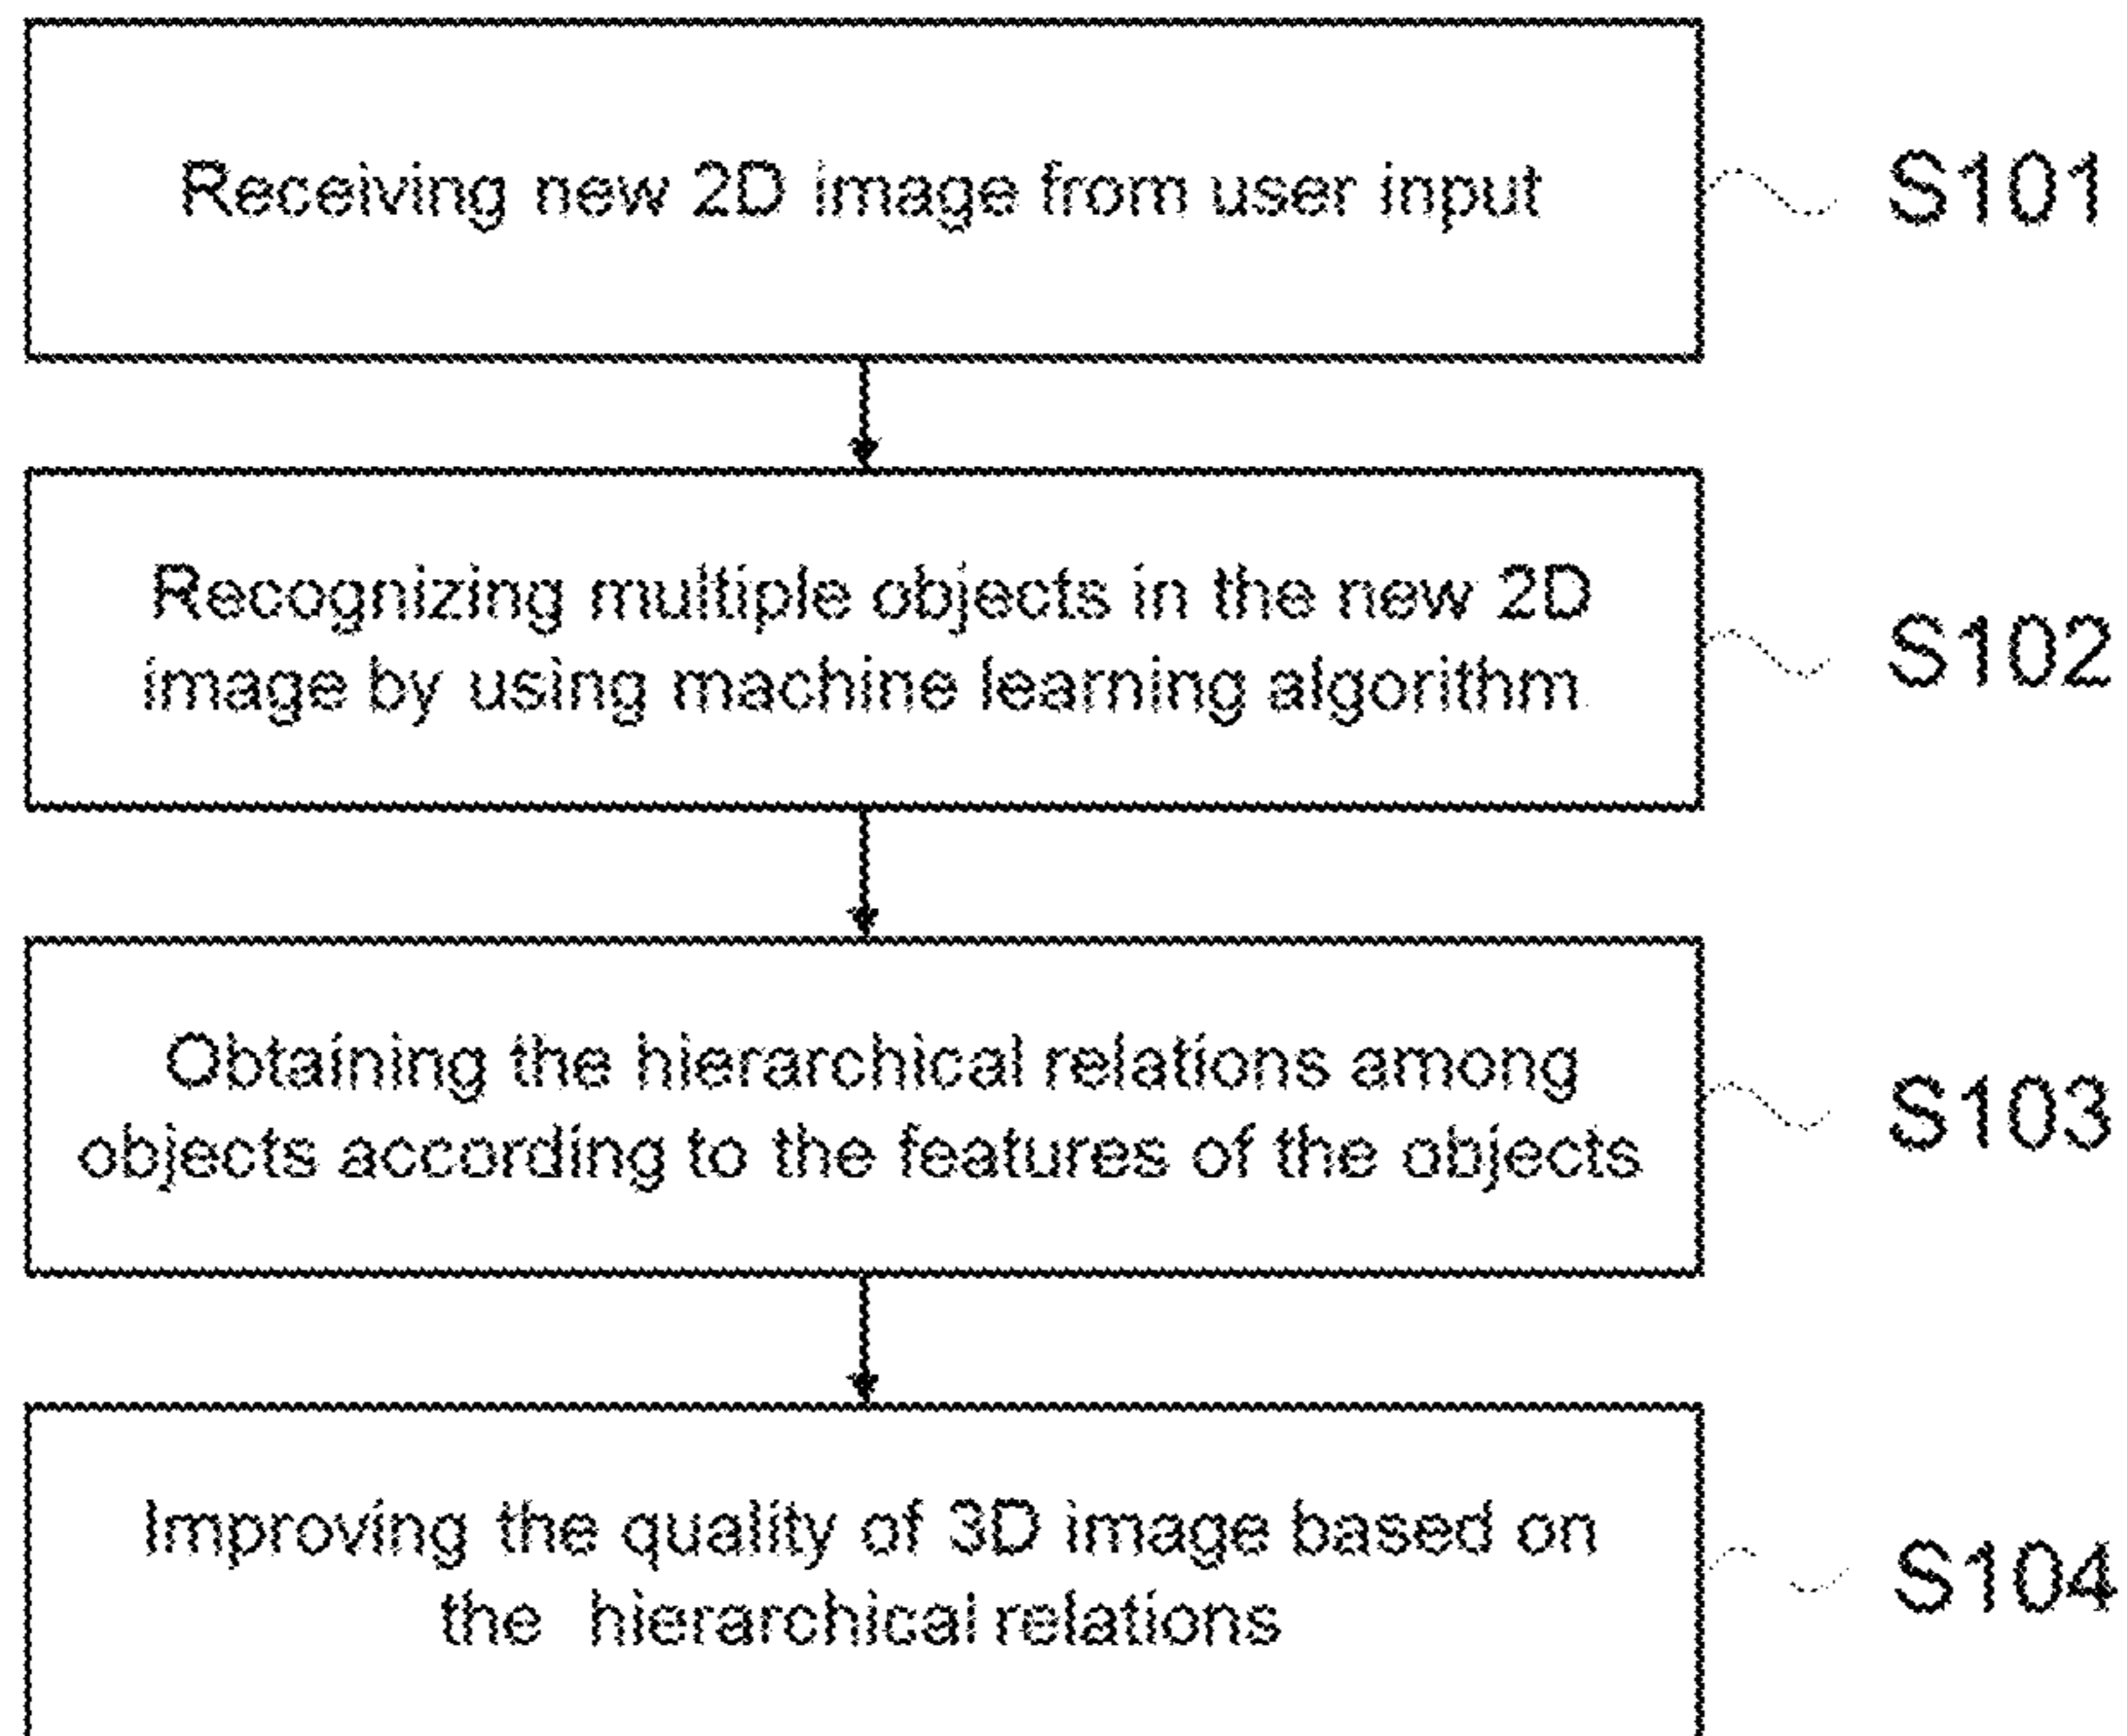 Receiving new 2D image from user input
S101
Recognizing multiple objects in the new 2D
image by using machine learning algorithm
S102
Obtaining the hierarchical relations among
objects according to the features of the objects
S103
Improving the quality of 3D image based on
the hierarchical relations
S104